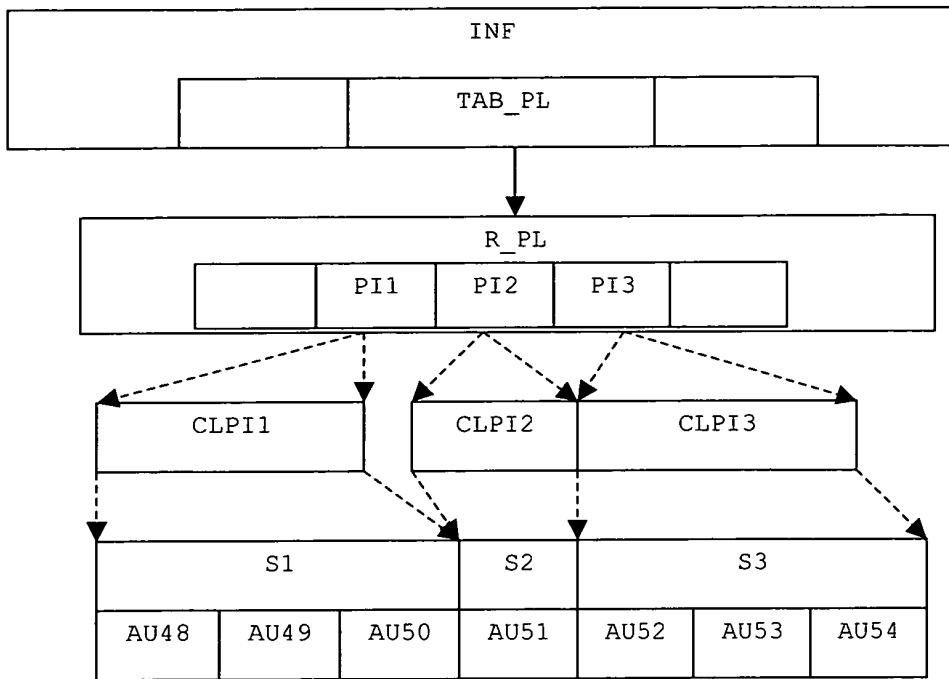 INF
TAB_PL
R_PL
PI1 PI2 PI3
CLPI1 CLPI2 CLPI3
S1 S2 S3
AU48 AU49 AU50 AU51 AU52 AU53 AU54